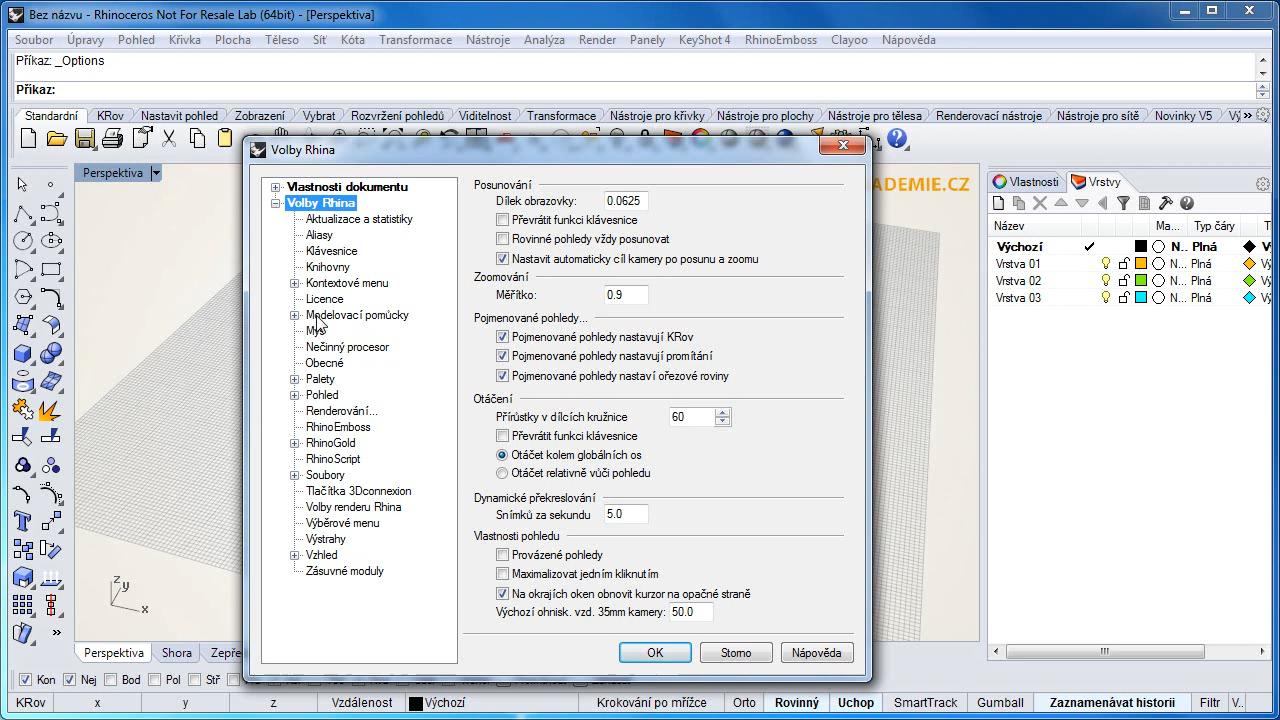 Bez názvu - Rhinoceros Not For Resale Lab (64bit) - [Perspektiva]
Soubor Úpravy Pohled Křivka Plocha Těleso Síť Kóta Transformace Nástroje Analýza Render Panely KeyShot 4 RhinoEmboss Clayoo Nápověda
Příkaz: _Options
Příkaz:
Standardní KRov Nastavit pohled Zobrazení Vybrat Rozvržení pohledů Viditelnost Transformace Nástroje pro křivky Nástroje pro plochy Nástroje pro tělesa Renderovací nástroje Nástroje pro sítě Novinky V5 Vý
Perspektiva
Volby Rhina
ADEMIE.CZ
Vlastnosti dokumentu
Volby Rhina
Aktualizace a statistiky
Aliasy
Klávesnice
Knihovny
Kontextové menu
Licence
Modelovací pomůcky
Myš
Nečinný procesor
Obecné
Palety
Pohled
Renderování...
RhinoEmboss
RhinoGold
RhinoScript
Soubory
Tlačítka 3Dconnexion
Volby renderu Rhina
Výběrové menu
Výstrahy
Vzhled
Zásuvné moduly
Posunování
Dílek obrazovky: 0.0625
Převrátit funkci klávesnice
Rovinné pohledy vždy posunovat
Nastavit automaticky cíl kamery po posunu a zoomu
Zoomování
Měřítko: 0.9
Pojmenované pohledy...
Pojmenované pohledy nastavují KRov
Pojmenované pohledy nastavují promítání
Pojmenované pohledy nastaví ořezové roviny
Otáčení
Přírůstky v dílcích kružnice 60
Převrátit funkci klávesnice
Otáčet kolem globálních os
Otáčet relativně vůči pohledu
Dynamické překreslování
Snímků za sekundu 5.0
Vlastnosti pohledu
Provázené pohledy
Maximalizovat jedním kliknutím
Na okrajích oken obnovit kurzor na opačné straně
Výchozí ohnisk. vzd. 35mm kamery: 50.0
OK Storno Nápověda
Vlastnosti Vrstvy
Název Ma... Typ čáry Ti
Výchozí N... Plná V
Vrstva 01 N... Plná V
Vrstva 02 N... Plná V
Vrstva 03 N... Plná V
z y x
Perspektiva Shora Zepře
Kon Nej Bod Pol Stř
KRov x y z Vzdálenost Výchozí Krokování po mřížce Orto Rovinný Uchop SmartTrack Gumball Zaznamenávat historii Filtr V..